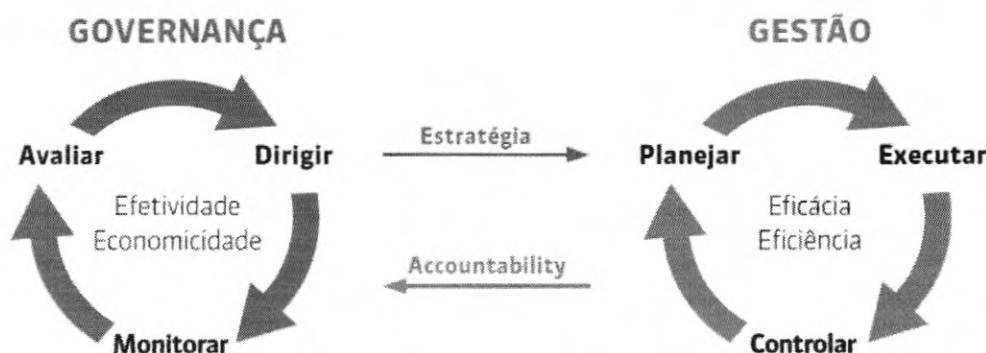 GOVERNANÇA
Avaliar
Dirigir
Efetividade
Economicidade
Monitorar
Estratégia
Accountability
GESTÃO
Planejar
Executar
Eficácia
Eficiência
Controlar